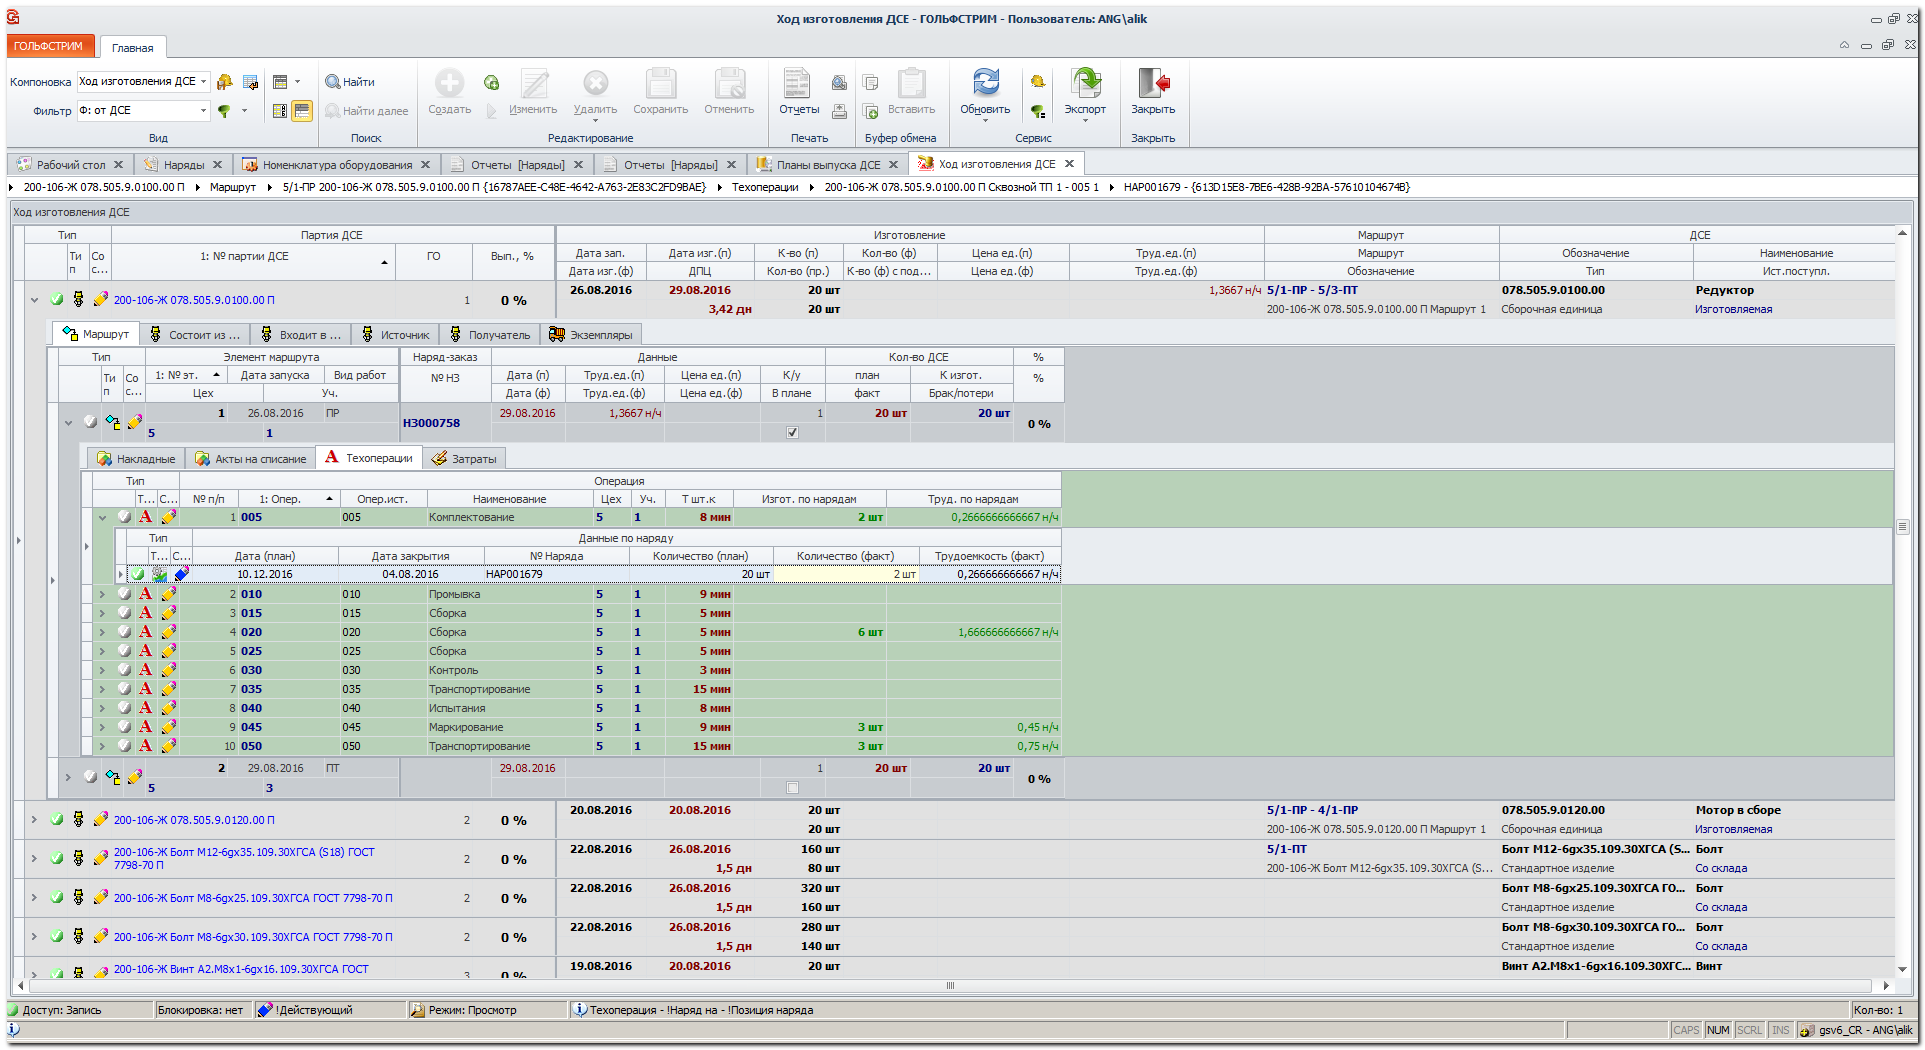 Ход изготовления ДСЕ - ГОЛЬФСТРИМ - Пользователь: ANG\alik
ГОЛЬФСТРИМ Главная
Компоновка Ход изготовления ДСЕ Найти
Фильтр Ф: от ДСЕ Найти далее
Создать Изменить Удалить Сохранить Отменить Отчеты Вставить Обновить Экспорт Закрыть
Вид Поиск Редактирование Печать Буфер обмена Сервис Закрыть
Рабочий стол Наряды Номенклатура оборудования Отчеты [Наряды] Отчеты [Наряды] Планы выпуска ДСЕ Ход изготовления ДСЕ
200-106-Ж 078.505.9.0100.00 П Маршрут 5/1-ПР 200-106-Ж 078.505.9.0100.00 П {16787AEE-C48E-4642-A763-2E83C2FD9BAE} Техоперации 200-106-Ж 078.505.9.0100.00 П Сквозной ТП 1 - 005 1 НАР001679 - {613D15E8-7BE6-428B-92BA-57610104674B}
Ход изготовления ДСЕ
Тип Партия ДСЕ Изготовление Маршрут ДСЕ
Ти п Со с... 1: № партии ДСЕ ГО Вып., % Дата зап. Дата изг.(п) К-во (п) Кол-во (ф) Цена ед.(п) Труд.ед.(п) Маршрут Обозначение Наименование
Дата изг.(ф) ДПЦ Кол-во (пр.) К-во (ф) с под... Цена ед.(ф) Труд.ед.(ф) Обозначение Тип Ист.поступл.
200-106-Ж 078.505.9.0100.00 П 1 0 % 26.08.2016 29.08.2016 20 шт 1,3667 н/ч 5/1-ПР - 5/3-ПТ 078.505.9.0100.00 Редуктор
3,42 дн 20 шт 200-106-Ж 078.505.9.0100.00 П Маршрут 1 Сборочная единица Изготовляемая
Маршрут Состоит из ... Входит в ... Источник Получатель Экземпляры
Тип Элемент маршрута Наряд-заказ Данные Кол-во ДСЕ %
Ти п Со с... 1: № эт. Дата запуска Вид работ № НЗ Дата (п) Труд.ед.(п) Цена ед.(п) К/у план К изгот. %
Цех Уч. Дата (ф) Труд.ед.(ф) Цена ед.(ф) В плане факт Брак/потери
1 26.08.2016 ПР НЗ000758 29.08.2016 1,3667 н/ч 1 20 шт 20 шт 0 %
5 1
Накладные Акты на списание Техоперации Затраты
Тип Операция
Т... С... № п/п 1: Опер. Опер.ист. Наименование Цех Уч. Т шт.к Изгот. по нарядам Труд. по нарядам
1 005 005 Комплектование 5 1 8 мин 2 шт 0,2666666666667 н/ч
Тип Данные по наряду
Т... С... Дата (план) Дата закрытия № Наряда Количество (план) Количество (факт) Трудоемкость (факт)
10.12.2016 04.08.2016 НАР001679 20 шт 2 шт 0,266666666667 н/ч
2 010 010 Промывка 5 1 9 мин
3 015 015 Сборка 5 1 5 мин
4 020 020 Сборка 5 1 5 мин 6 шт 1,666666666667 н/ч
5 025 025 Сборка 5 1 5 мин
6 030 030 Контроль 5 1 3 мин
7 035 035 Транспортирование 5 1 15 мин
8 040 040 Испытания 5 1 8 мин
9 045 045 Маркирование 5 1 9 мин 3 шт 0,45 н/ч
10 050 050 Транспортирование 5 1 15 мин 3 шт 0,75 н/ч
2 29.08.2016 ПТ 29.08.2016 1 20 шт 20 шт 0 %
5 3
200-106-Ж 078.505.9.0120.00 П 2 0 % 20.08.2016 20.08.2016 20 шт 5/1-ПР - 4/1-ПР 078.505.9.0120.00 Мотор в сборе
20 шт 200-106-Ж 078.505.9.0120.00 П Маршрут 1 Сборочная единица Изготовляемая
200-106-Ж Болт М12-6gх35.109.30ХГСА (S18) ГОСТ 7798-70 П 2 0 % 22.08.2016 26.08.2016 160 шт 5/1-ПТ Болт М12-6gх35.109.30ХГСА (S... Болт
1,5 дн 80 шт 200-106-Ж Болт М12-6gх35.109.30ХГСА (S... Стандартное изделие Со склада
200-106-Ж Болт М8-6gх25.109.30ХГСА ГОСТ 7798-70 П 2 0 % 22.08.2016 26.08.2016 320 шт Болт М8-6gх25.109.30ХГСА ГО... Болт
1,5 дн 160 шт Стандартное изделие Со склада
200-106-Ж Болт М8-6gх30.109.30ХГСА ГОСТ 7798-70 П 2 0 % 22.08.2016 26.08.2016 280 шт Болт М8-6gх30.109.30ХГСА ГО... Болт
1,5 дн 140 шт Стандартное изделие Со склада
200-106-Ж Винт А2.М8х1-6gх16.109.30ХГСА ГОСТ 3 0 % 19.08.2016 20.08.2016 20 шт Винт А2.М8х1-6gх16.109.30ХГС... Винт
Доступ: Запись Блокировка: нет !Действующий Режим: Просмотр Техоперация - !Наряд на - !Позиция наряда Кол-во: 1
CAPS NUM SCRL INS gsv6_CR - ANG\alik